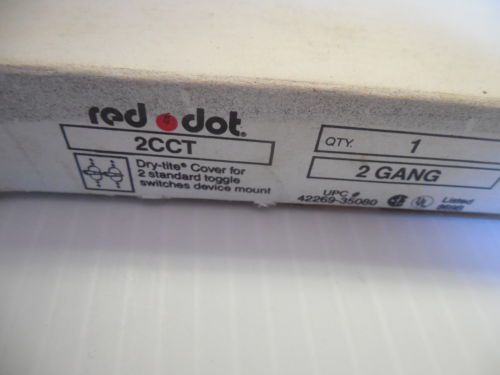 red dot®
2CCT
Dry-tite® Cover for
2 standard toggle
switches device mount
QTY. 1
2 GANG
UPC #
42269-35080
UL
Listed